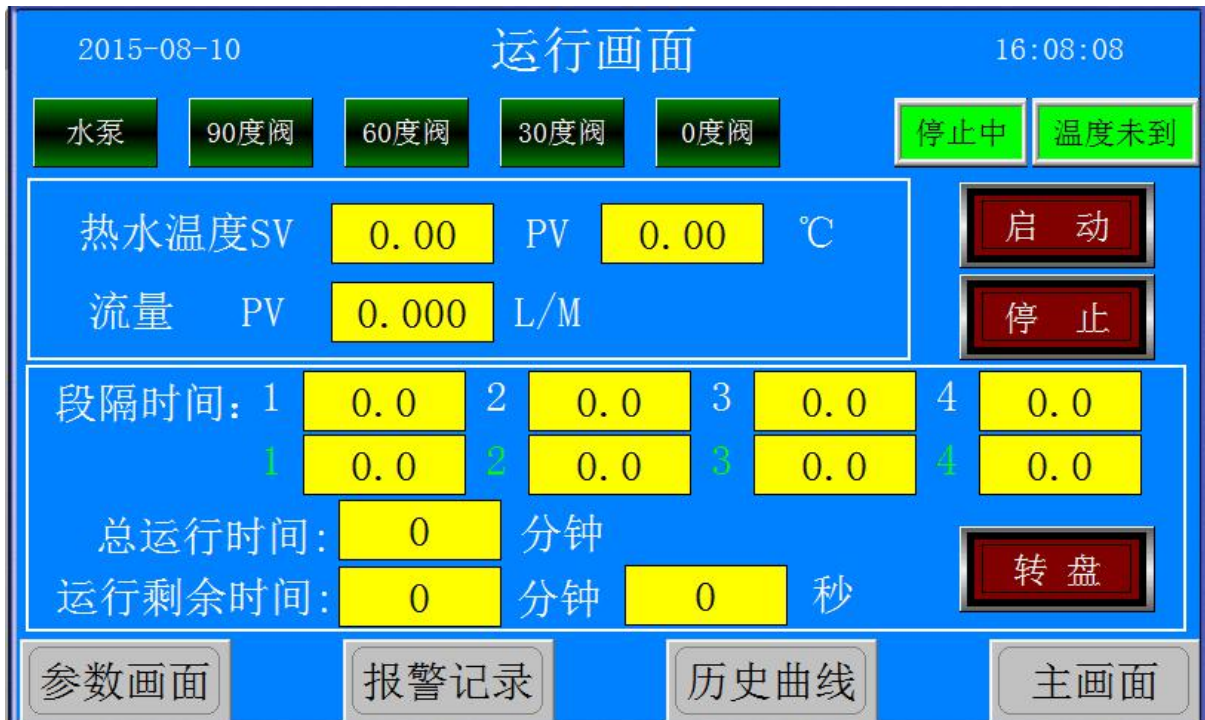 2015-08-10 运行画面 16:08:08
水泵 90度阀 60度阀 30度阀 0度阀 停止中 温度未到
热水温度SV 0.00 PV 0.00 ℃ 启 动
流量 PV 0.000 L/M 停 止
段隔时间: 1 0.0 2 0.0 3 0.0 4 0.0
1 0.0 2 0.0 3 0.0 4 0.0
总运行时间: 0 分钟
运行剩余时间: 0 分钟 0 秒 转 盘
参数画面 报警记录 历史曲线 主画面